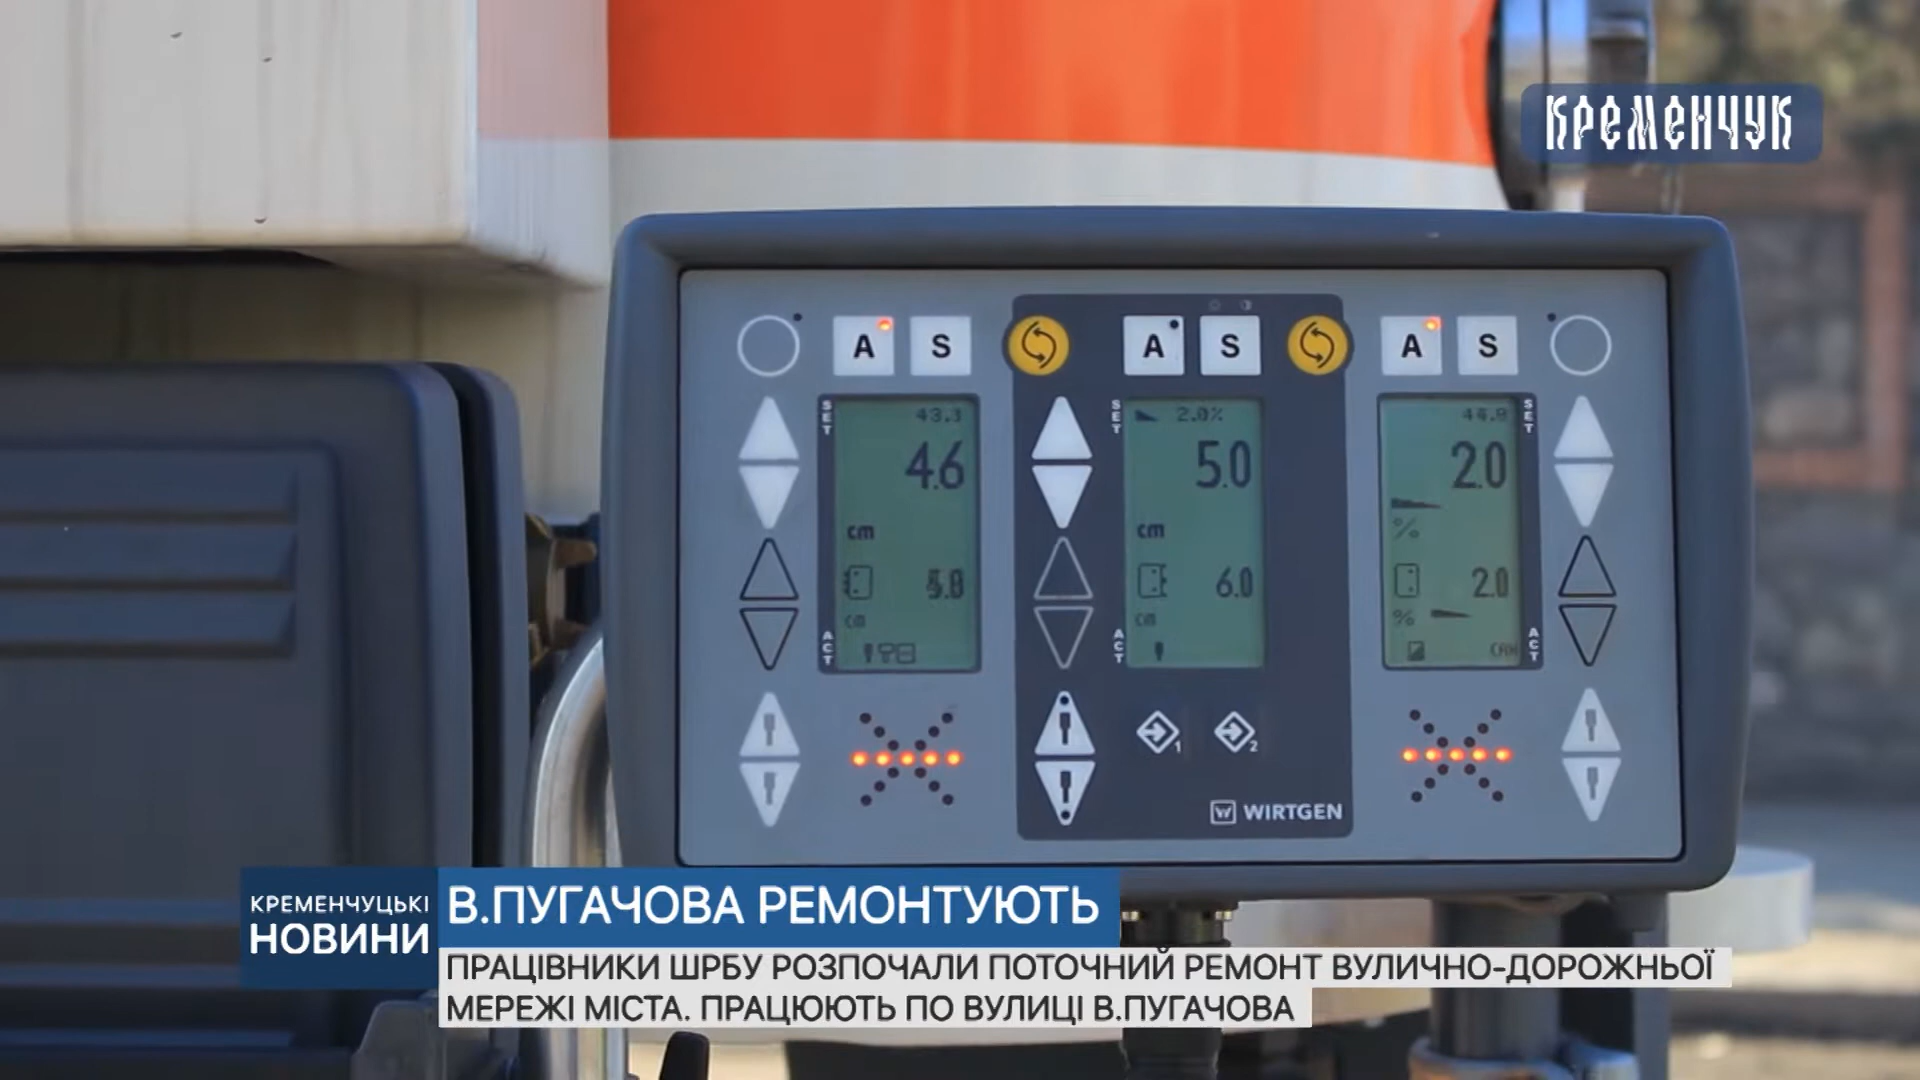 КРЕМЕНЧУК
A S A S A S
SET 43.3 SET 2.0% 44.8 SET
4.6 5.0 2.0
cm cm %
6.0 2.0
cm cm %
ACT ACT CAN ACT
1 2
WIRTGEN
КРЕМЕНЧУЦЬКІ
НОВИНИ
В.ПУГАЧОВА РЕМОНТУЮТЬ
ПРАЦІВНИКИ ШРБУ РОЗПОЧАЛИ ПОТОЧНИЙ РЕМОНТ ВУЛИЧНО-ДОРОЖНЬОЇ
МЕРЕЖІ МІСТА. ПРАЦЮЮТЬ ПО ВУЛИЦІ В.ПУГАЧОВА